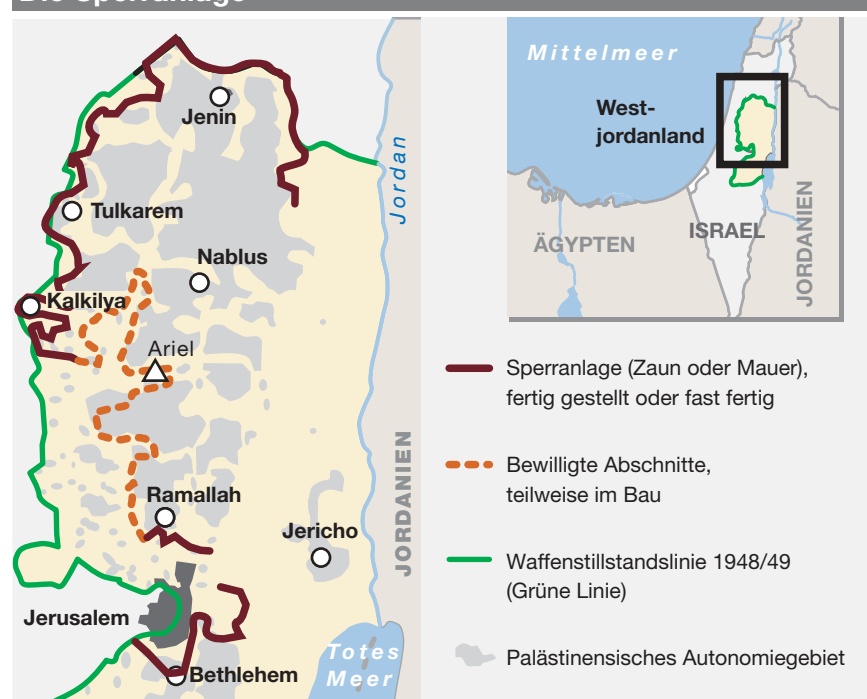 Die Sperranlage
Jenin
Tulkarem
Nablus
Kalkilya
Ariel
Ramallah
Jericho
Jerusalem
Bethlehem
Jordan
JORDANIEN
Totes
Meer
Mittelmeer
West-
jordanland
ÄGYPTEN
ISRAEL
JORDANIEN
Sperranlage (Zaun oder Mauer),
fertig gestellt oder fast fertig
Bewilligte Abschnitte,
teilweise im Bau
Waffenstillstandslinie 1948/49
(Grüne Linie)
Palästinensisches Autonomiegebiet